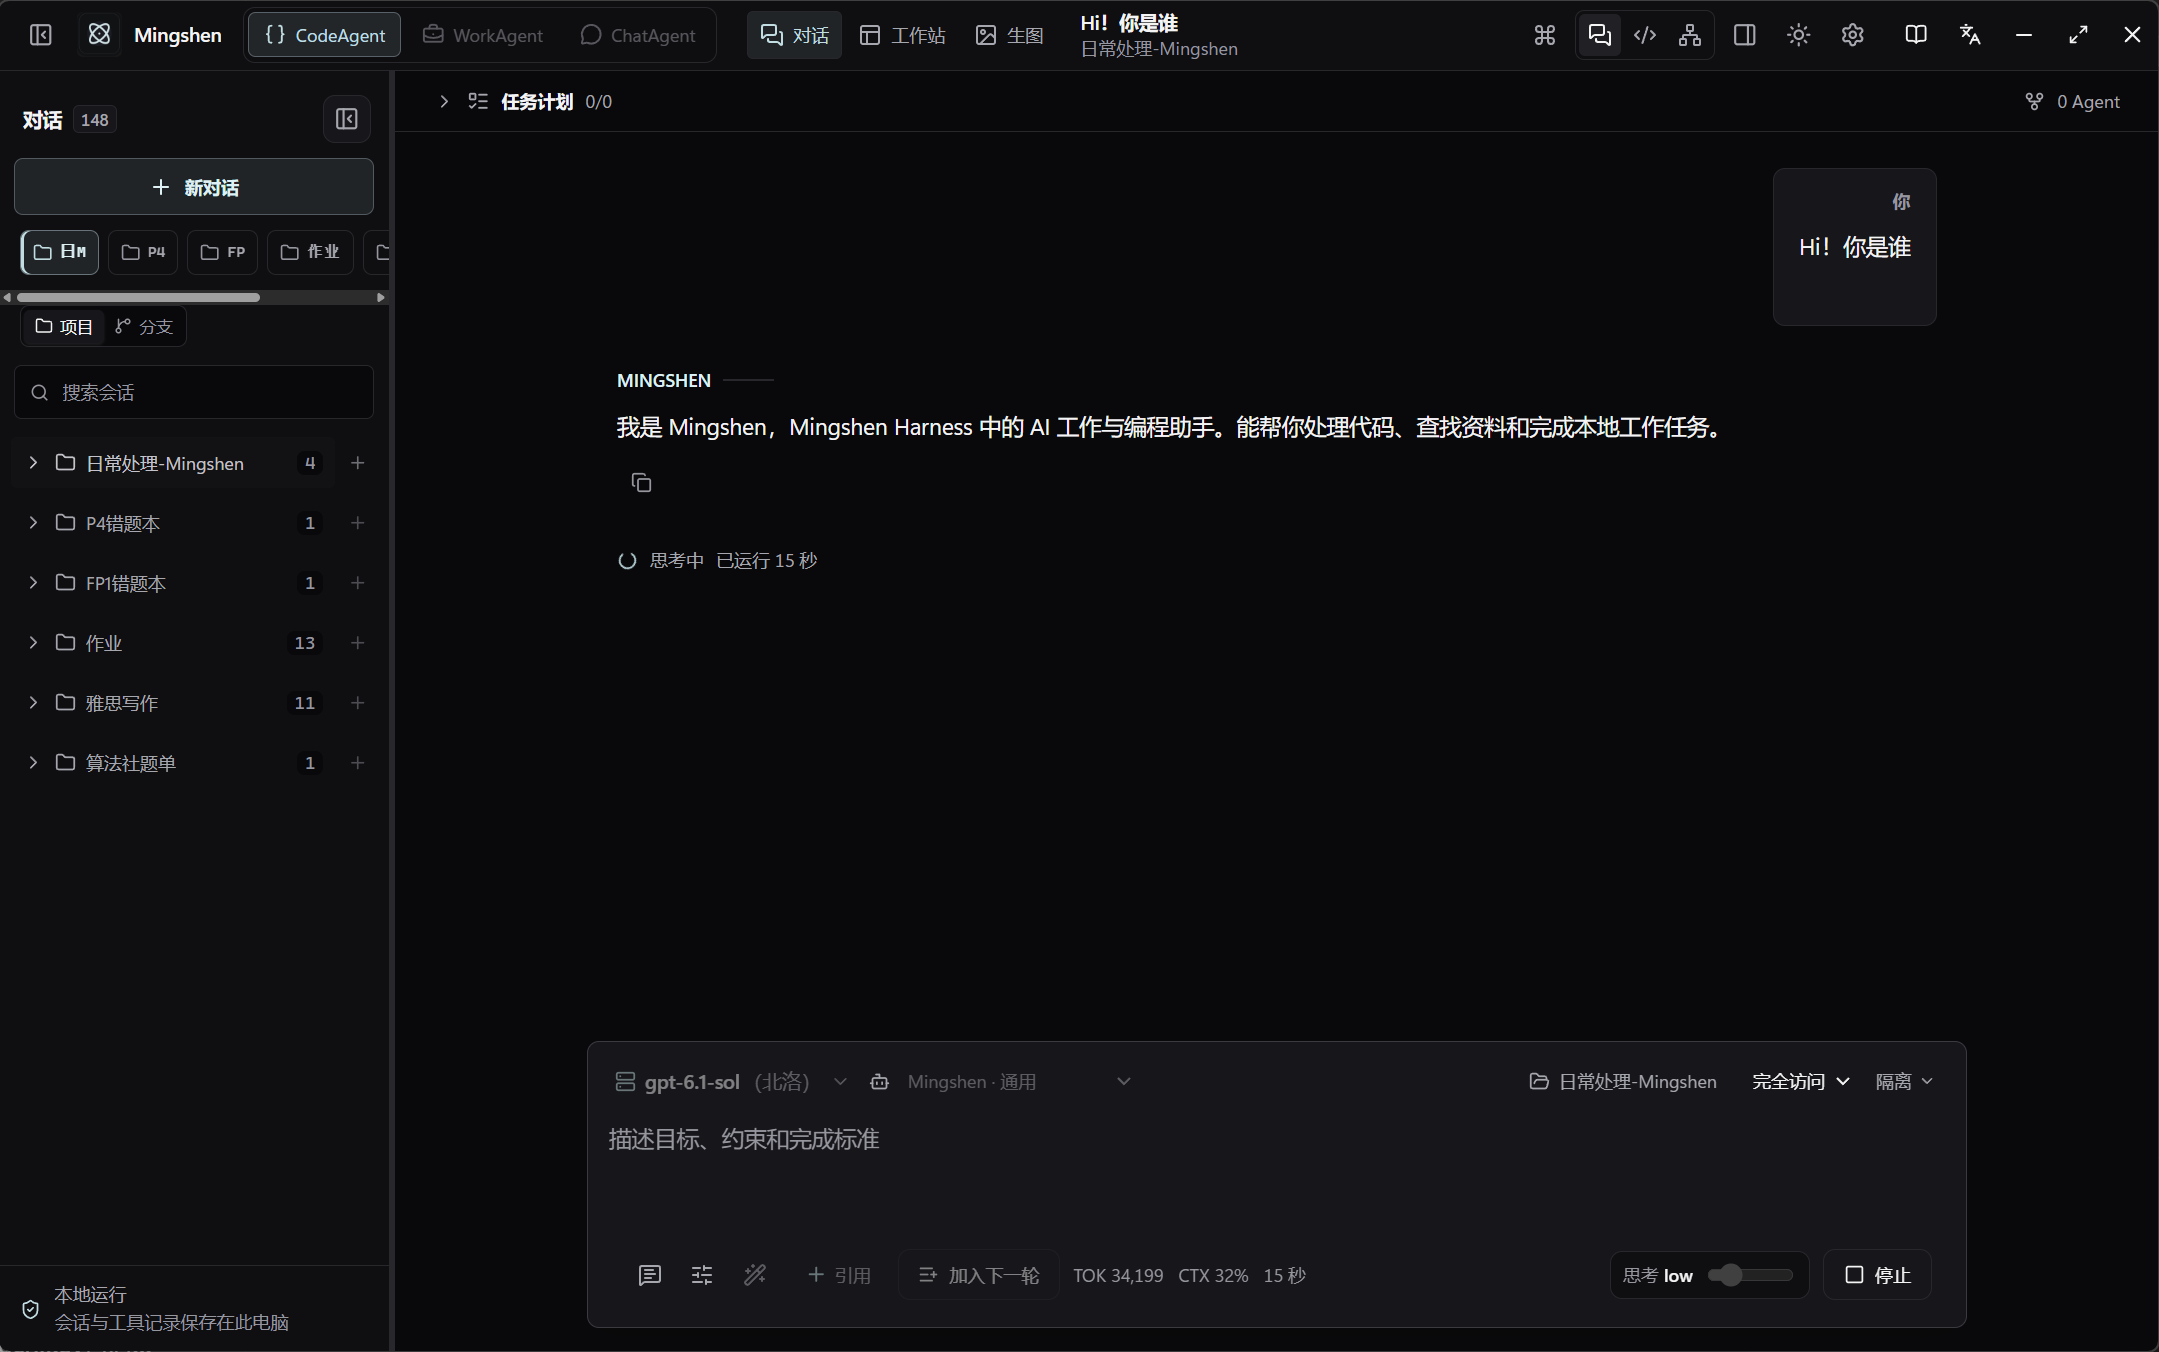 Mingshen
CodeAgent
WorkAgent
ChatAgent
对话
工作站
生图
Hi！你是谁
日常处理-Mingshen
对话 148
新对话
日M
P4
FP
作业
项目
分支
搜索会话
日常处理-Mingshen 4
P4错题本 1
FP1错题本 1
作业 13
雅思写作 11
算法社题单 1
本地运行
会话与工具记录保存在此电脑
任务计划 0/0
0 Agent
你
Hi！你是谁
MINGSHEN
我是 Mingshen，Mingshen Harness 中的 AI 工作与编程助手。能帮你处理代码、查找资料和完成本地工作任务。
思考中 已运行 15 秒
gpt-6.1-sol （北洛）
Mingshen · 通用
日常处理-Mingshen
完全访问
隔离
描述目标、约束和完成标准
引用
加入下一轮
TOK 34,199 CTX 32% 15 秒
思考 low
停止